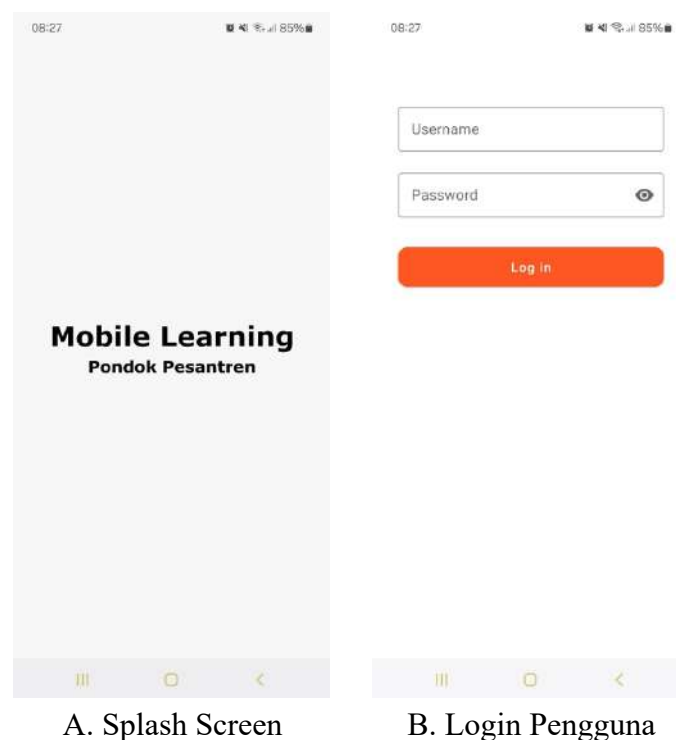 08:27
85%
Mobile Learning
Pondok Pesantren
A. Splash Screen
08:27
85%
Username
Password
Log in
B. Login Pengguna